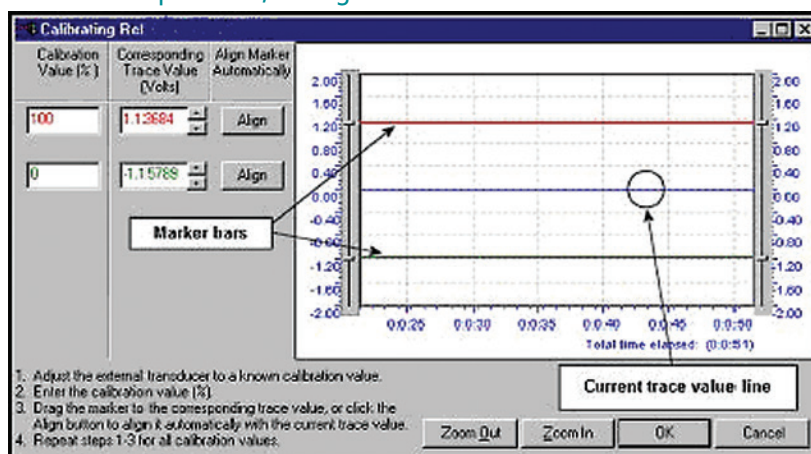 Calibrating Ref
Calibration Value (%)
Corresponding Trace Value (Volts)
Align Marker Automatically
100
1.13684
Align
0
-1.15789
Align
2.00
1.60
1.20
0.80
0.40
0.00
-0.40
-0.80
-1.20
-1.60
-2.00
2.00
1.60
1.20
0.80
0.40
0.00
-0.40
-0.80
-1.20
-1.60
-2.00
Marker bars
0:0:25 0:0:30 0:0:35 0:0:40 0:0:45 0:0:50
Total time elapsed: (0:0:51)
Current trace value line
1. Adjust the external transducer to a known calibration value.
2. Enter the calibration value (%).
3. Drag the marker to the corresponding trace value, or click the
Align button to align it automatically with the current trace value.
4. Repeat steps 1-3 for all calibration values.
Zoom Out
Zoom In
OK
Cancel